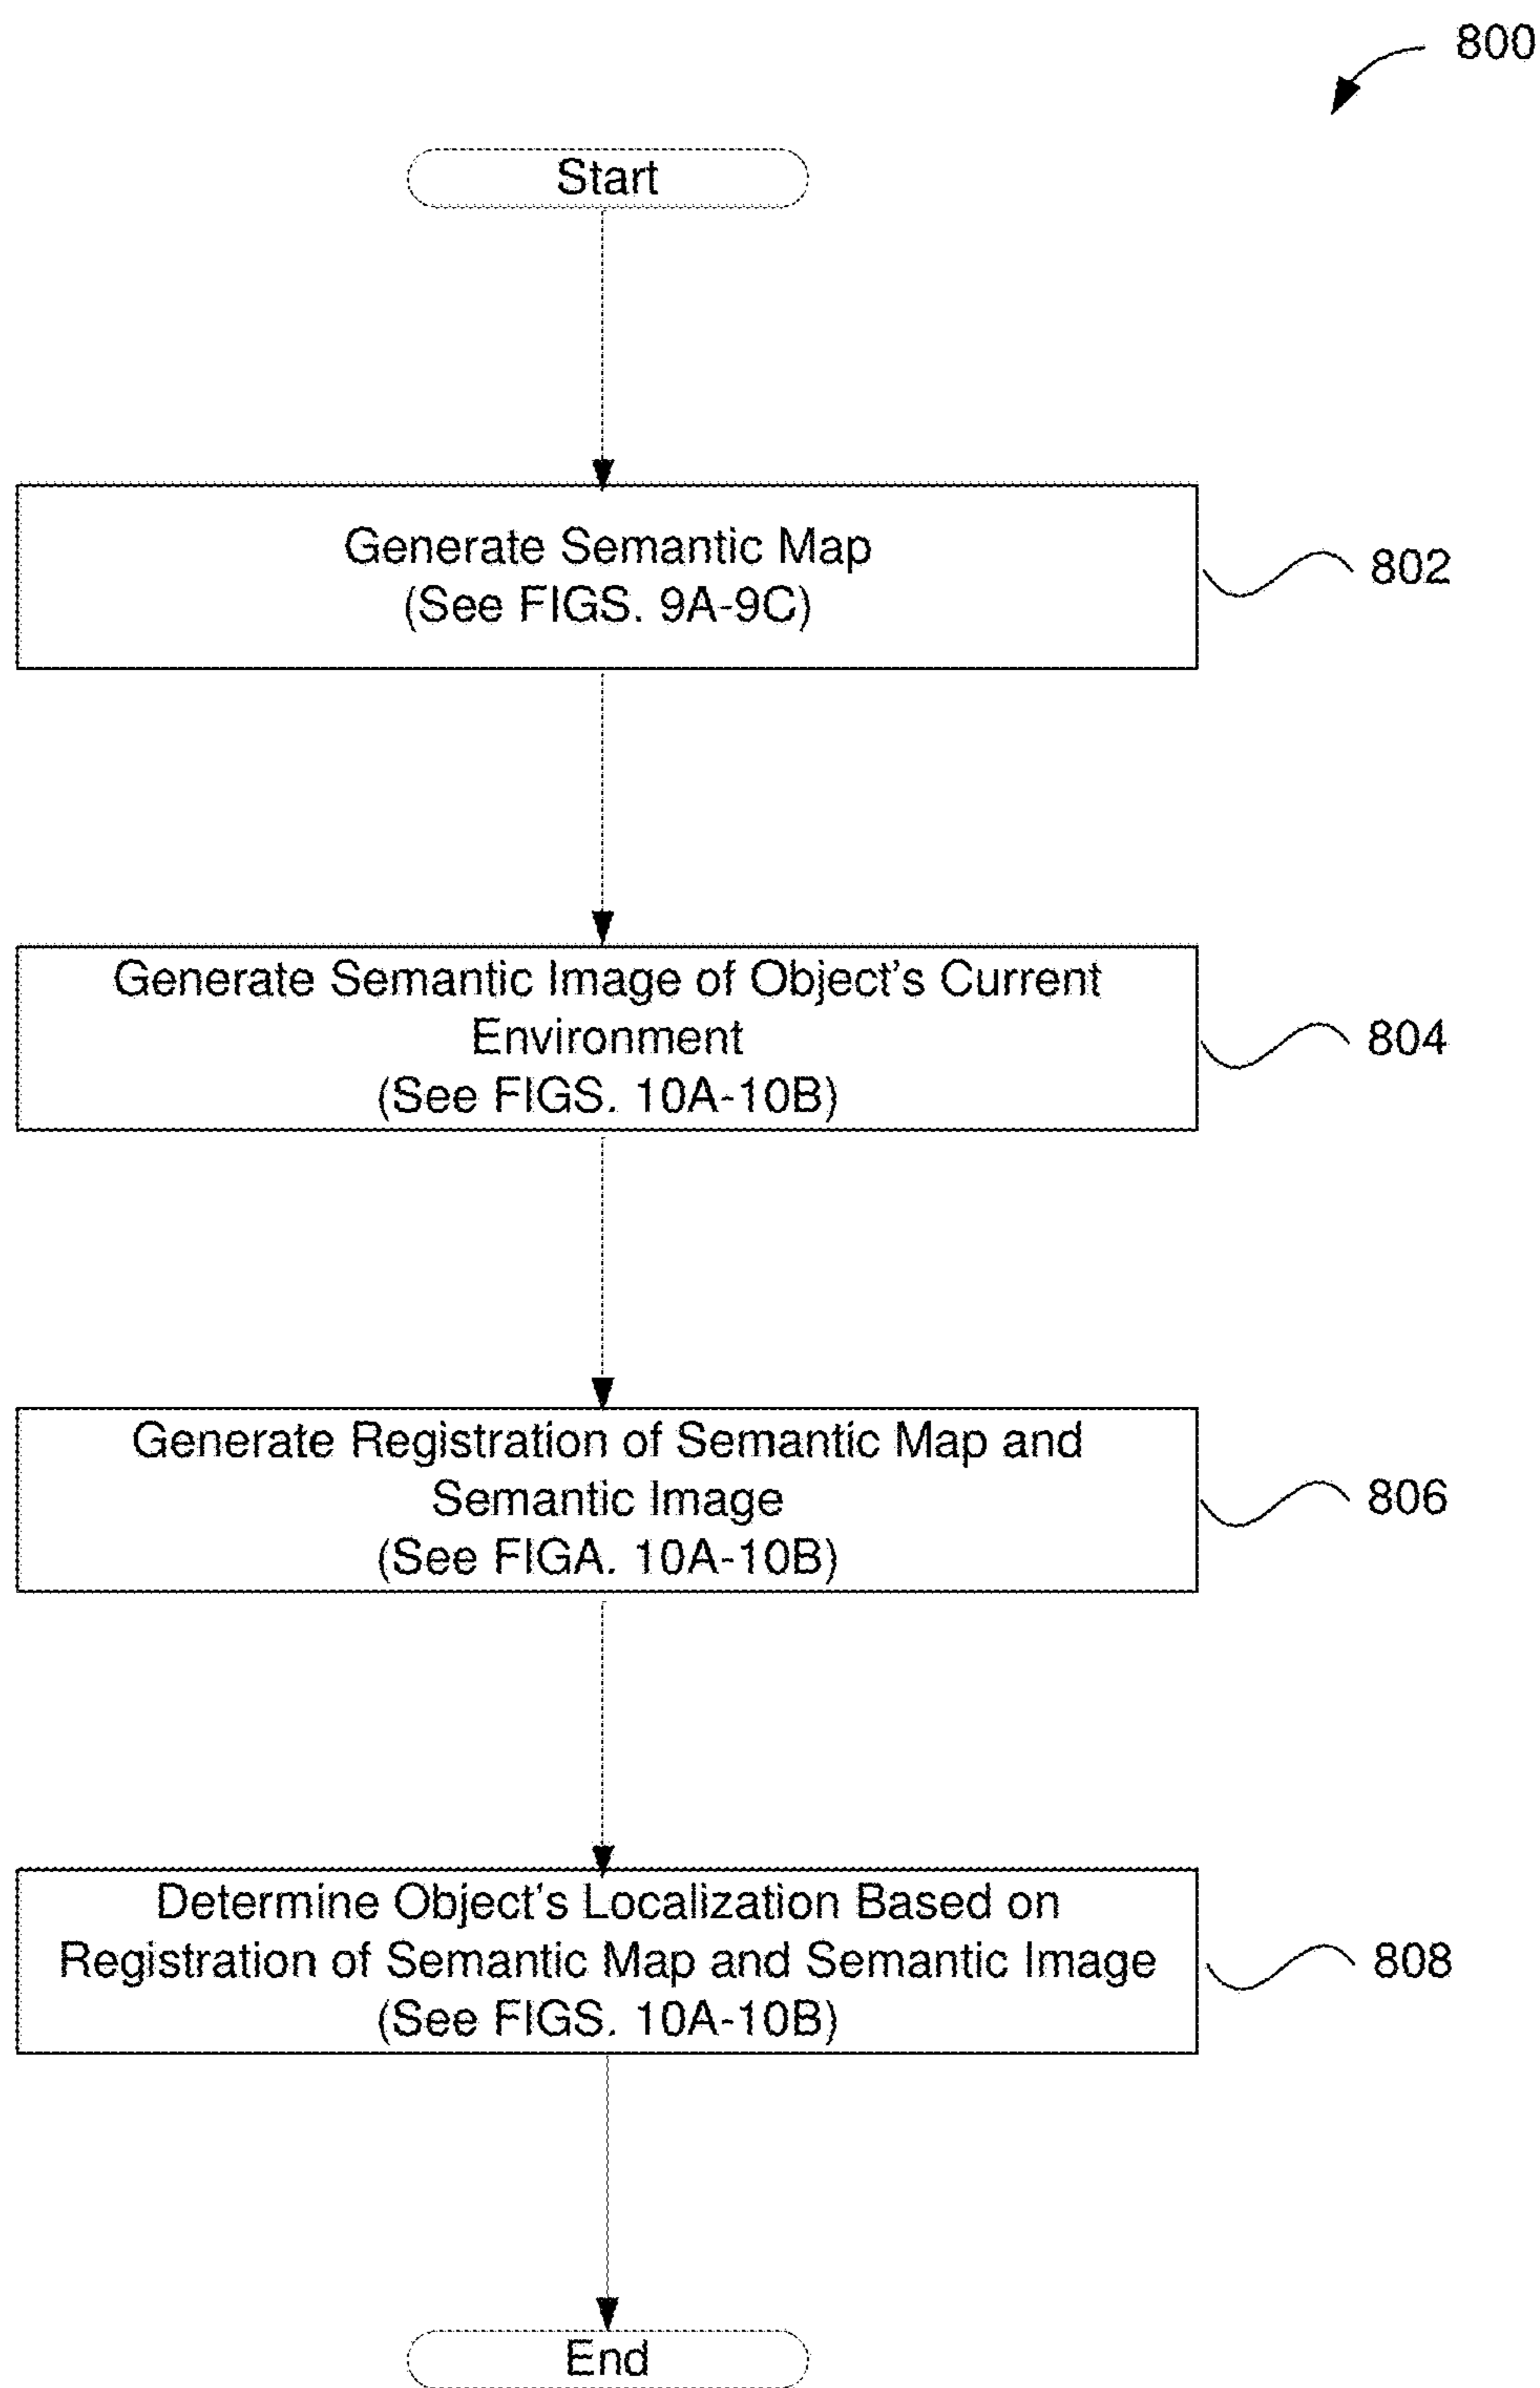 800
Start
Generate Semantic Map
(See FIGS. 9A-9C)
802
Generate Semantic Image of Object's Current
Environment
(See FIGS. 10A-10B)
804
Generate Registration of Semantic Map and
Semantic Image
(See FIGA. 10A-10B)
806
Determine Object's Localization Based on
Registration of Semantic Map and Semantic Image
(See FIGS. 10A-10B)
808
End